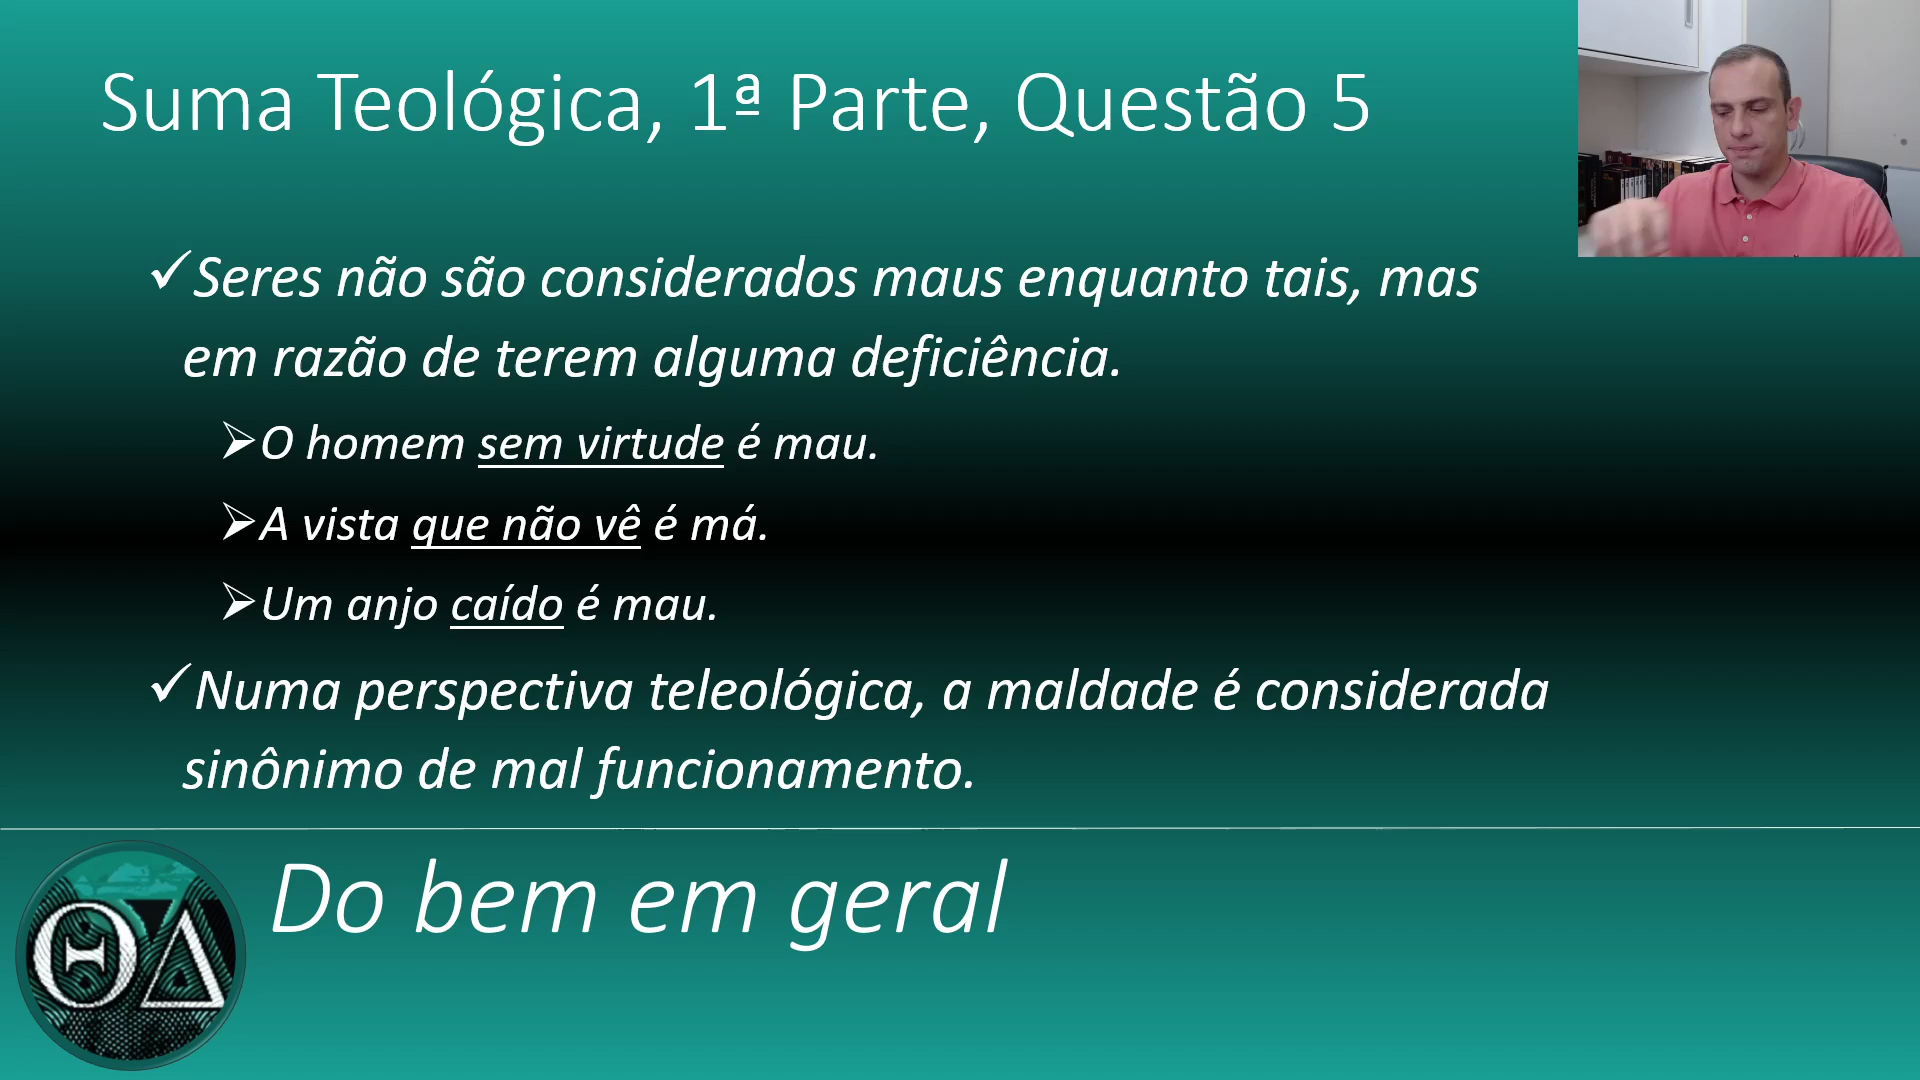 Suma Teológica, 1ª Parte, Questão 5
Seres não são considerados maus enquanto tais, mas
em razão de terem alguma deficiência.
O homem sem virtude é mau.
A vista que não vê é má.
Um anjo caído é mau.
Numa perspectiva teleológica, a maldade é considerada
sinônimo de mal funcionamento.
Do bem em geral
ΘΔ